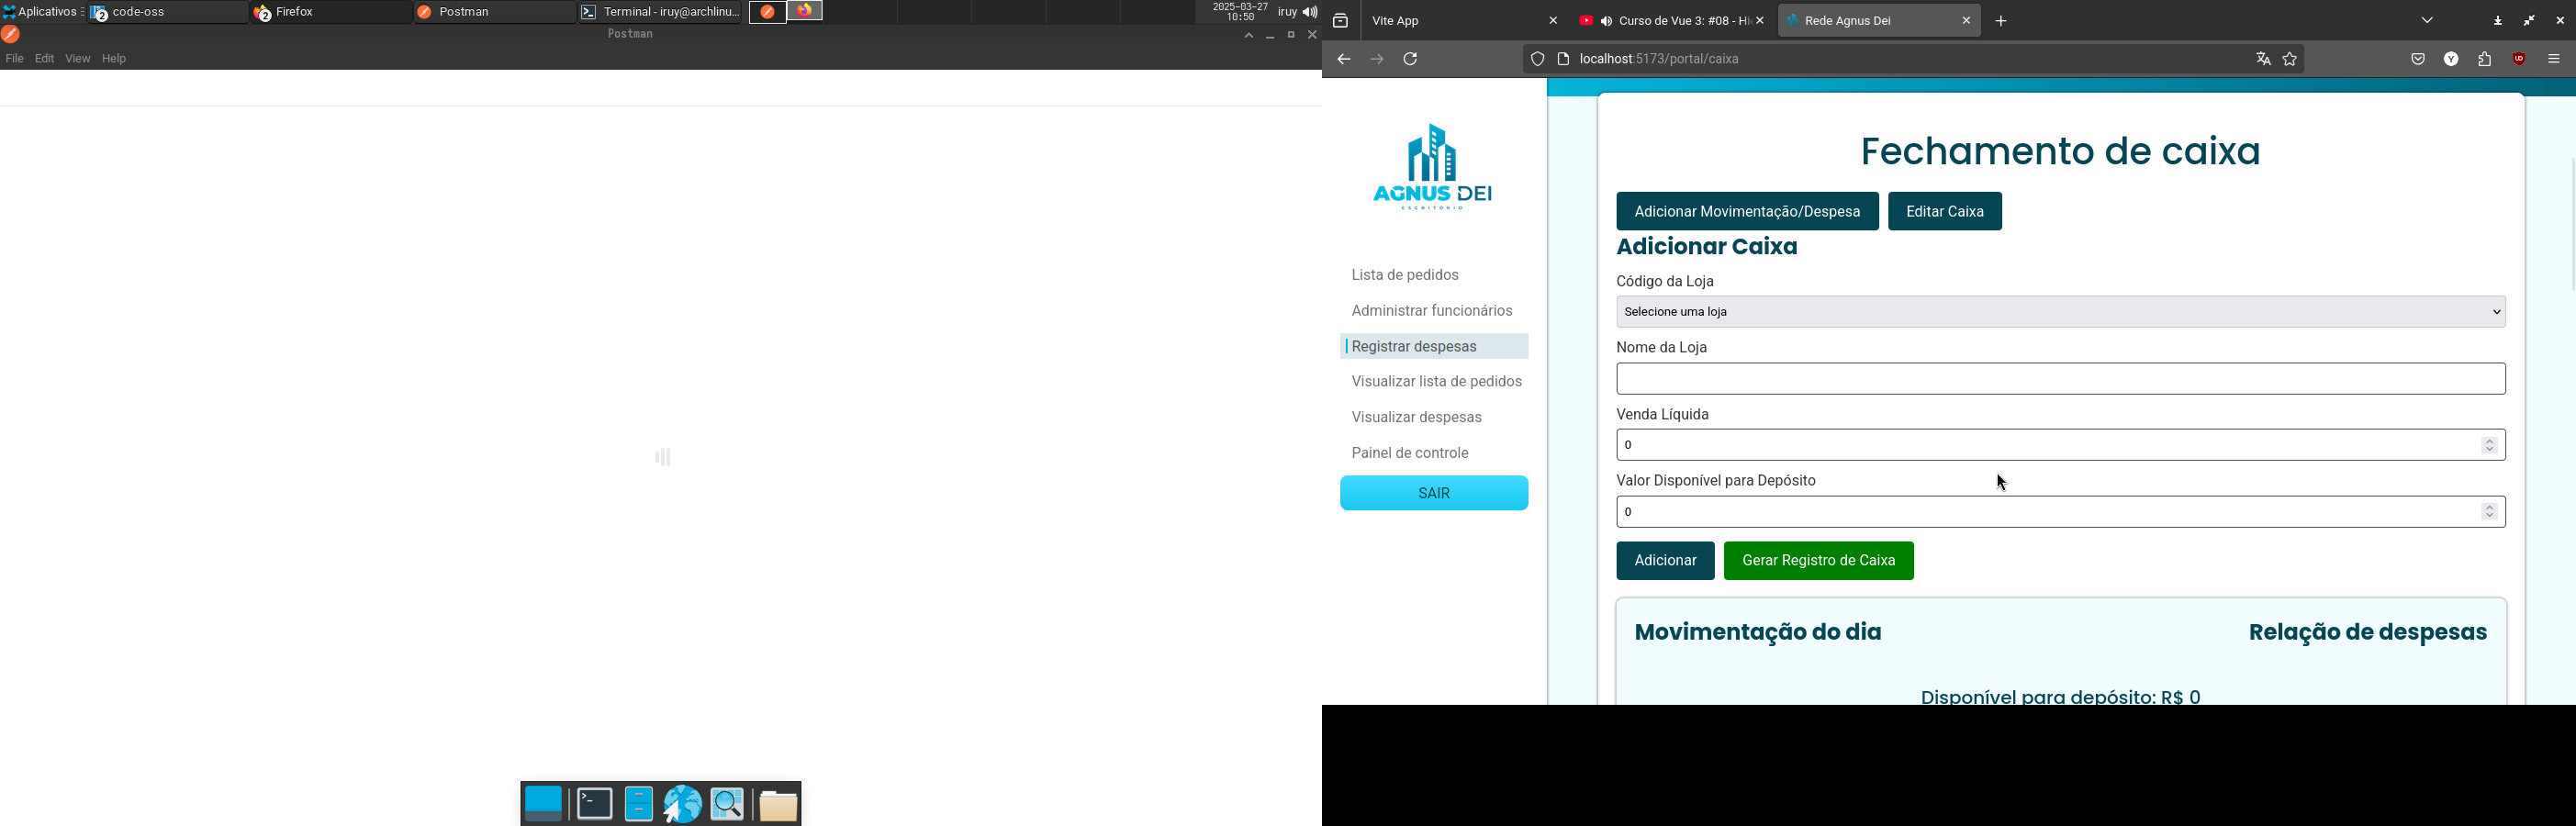 Aplicativos
2 code-oss
2 Firefox
Postman
Terminal - iruy@archlinu...
2025-03-27
10:50
iruy
Postman
File Edit View Help
Vite App
Curso de Vue 3: #08 - Hi
Rede Agnus Dei
localhost:5173/portal/caixa
Y
UD
AGNUS DEI
ESCRITÓRIO
Lista de pedidos
Administrar funcionários
Registrar despesas
Visualizar lista de pedidos
Visualizar despesas
Painel de controle
SAIR
Fechamento de caixa
Adicionar Movimentação/Despesa
Editar Caixa
Adicionar Caixa
Código da Loja
Selecione uma loja
Nome da Loja
Venda Líquida
0
Valor Disponível para Depósito
0
Adicionar
Gerar Registro de Caixa
Movimentação do dia
Relação de despesas
Disponível para depósito: R$ 0